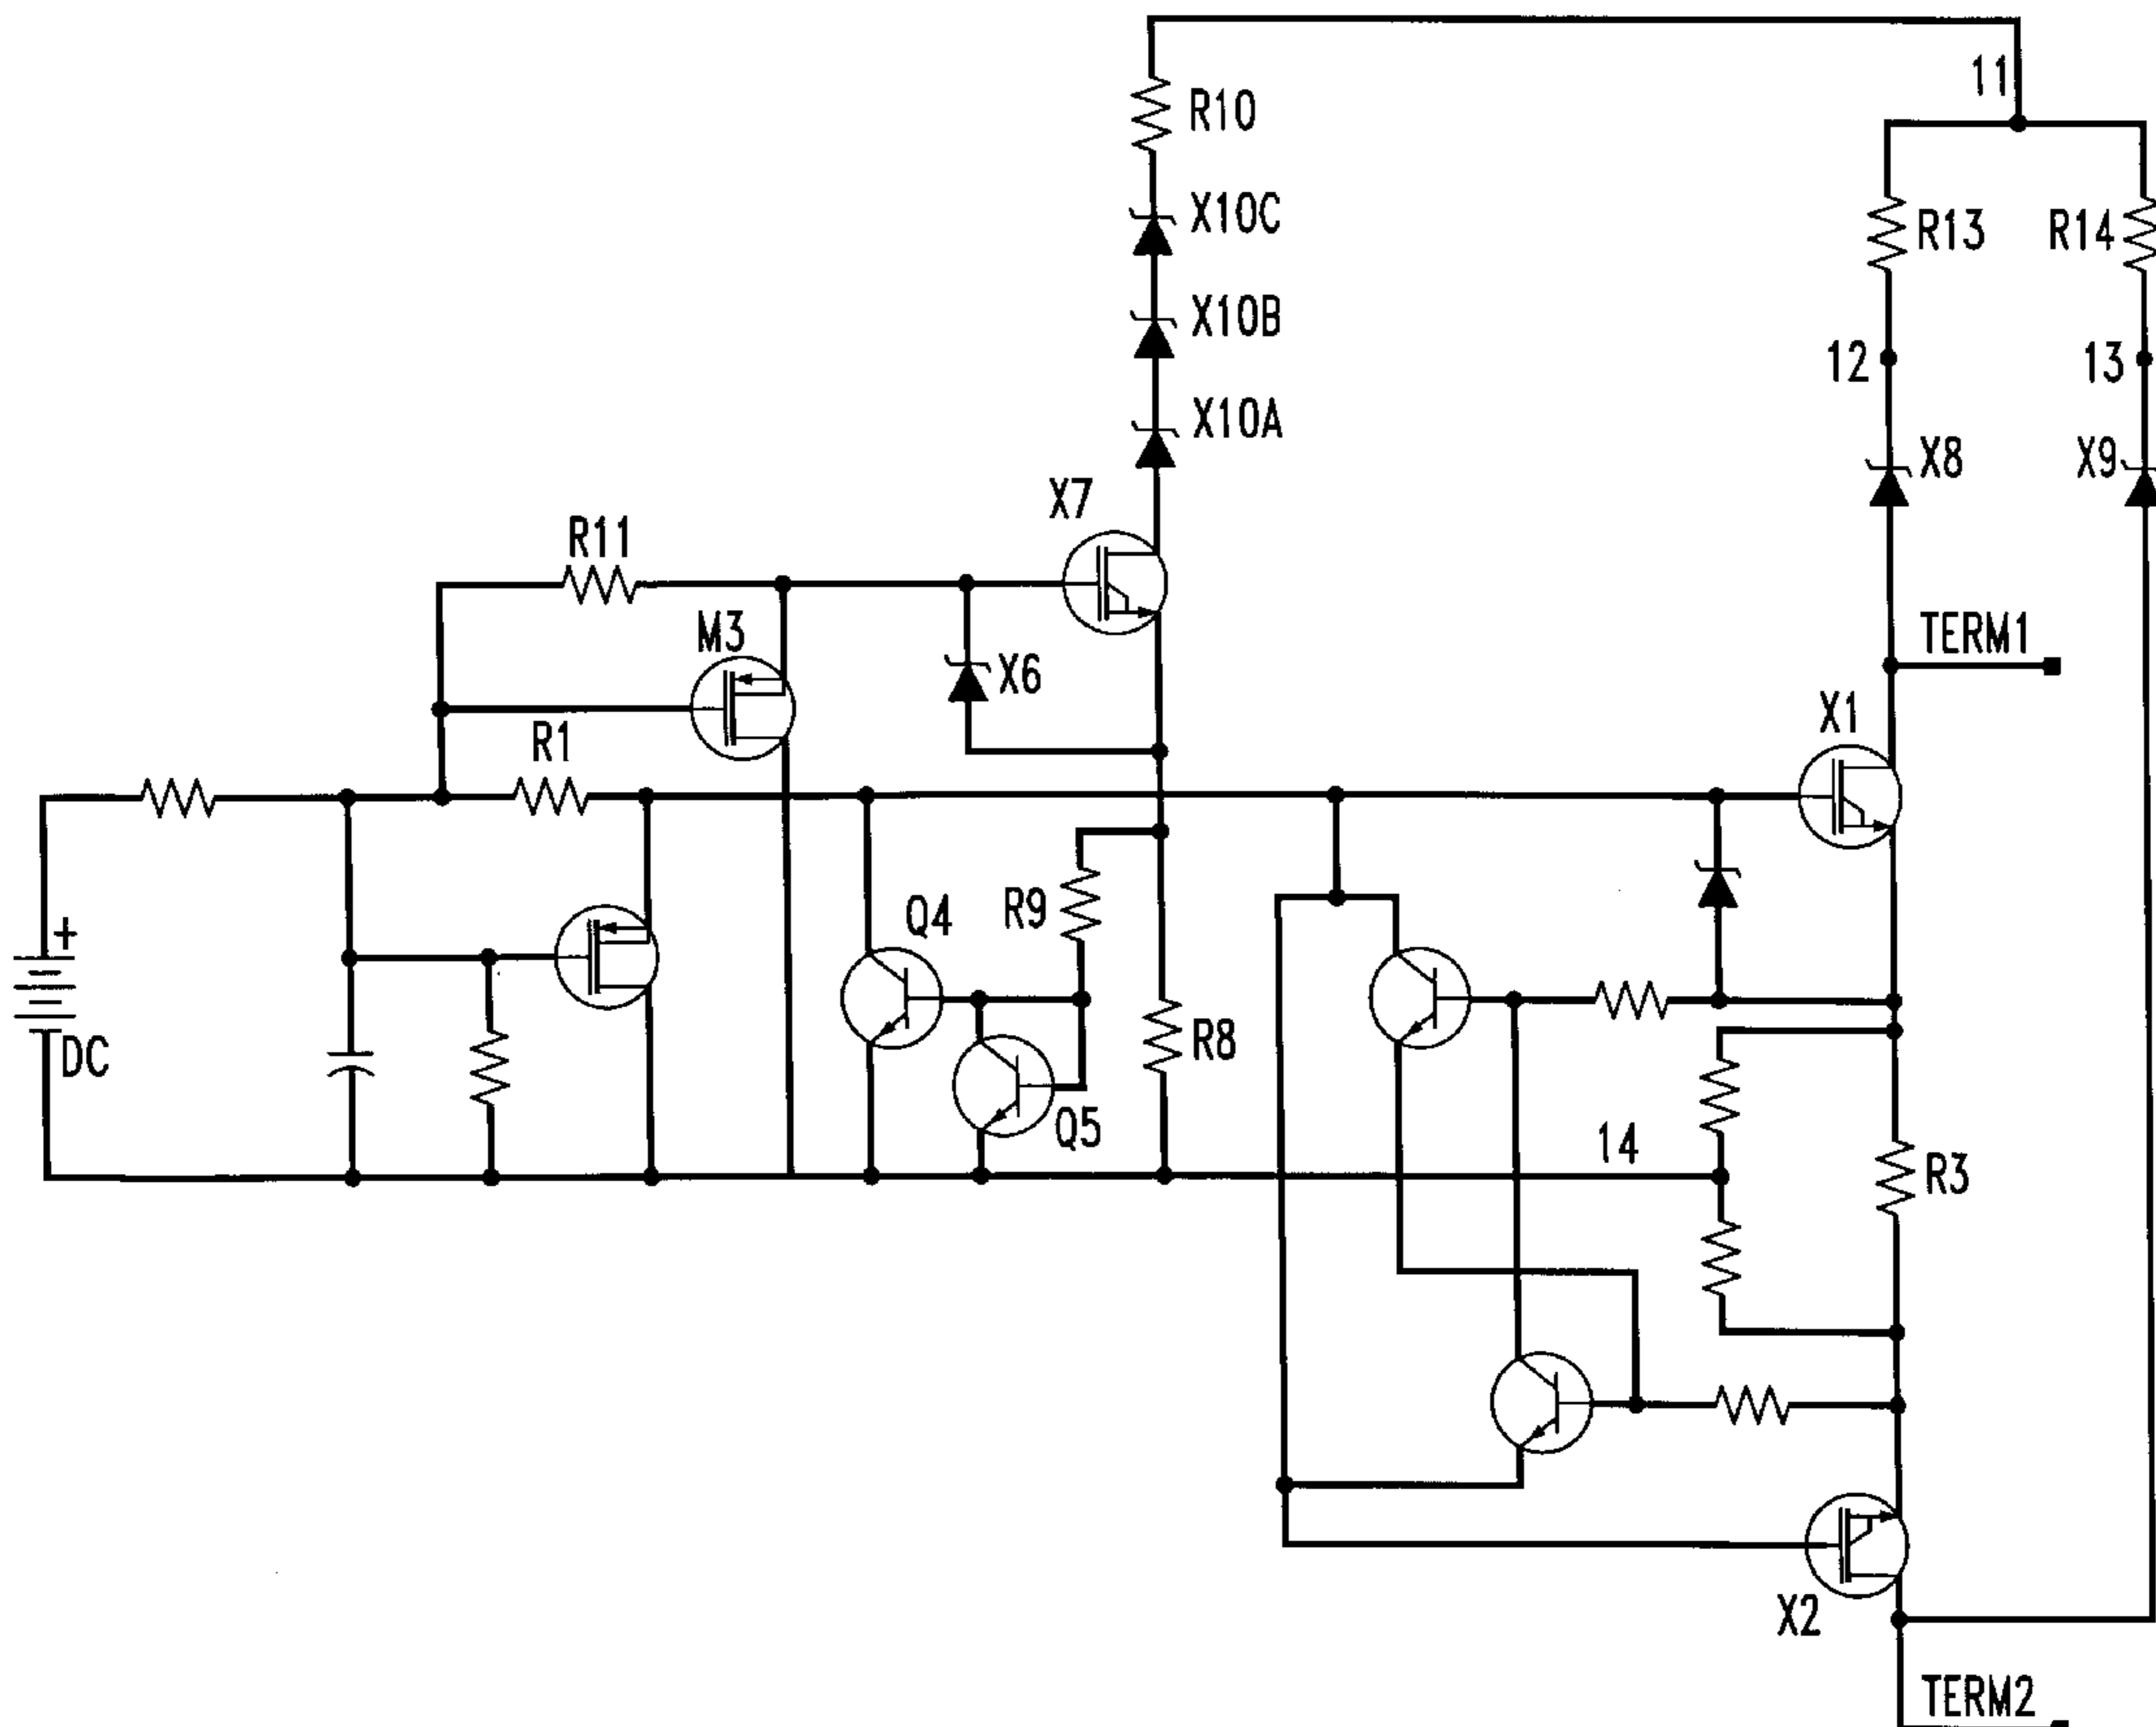 11
R10
X10C
R13
R14
X10B
12
13
X10A
X8
X9
X7
R11
M3
X6
TERM1
R1
X1
+
Q4
R9
DC
R8
Q5
14
R3
X2
TERM2